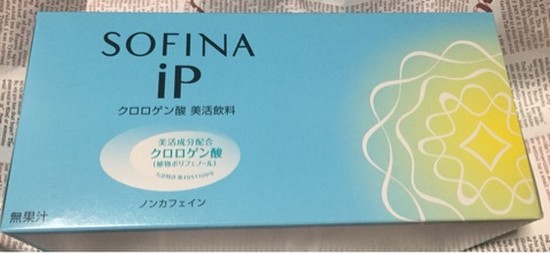 SOFINA
iP
クロロゲン酸 美活飲料
美活成分配合
クロロゲン酸
(植物ポリフェノール)
ノンカフェイン
無果汁